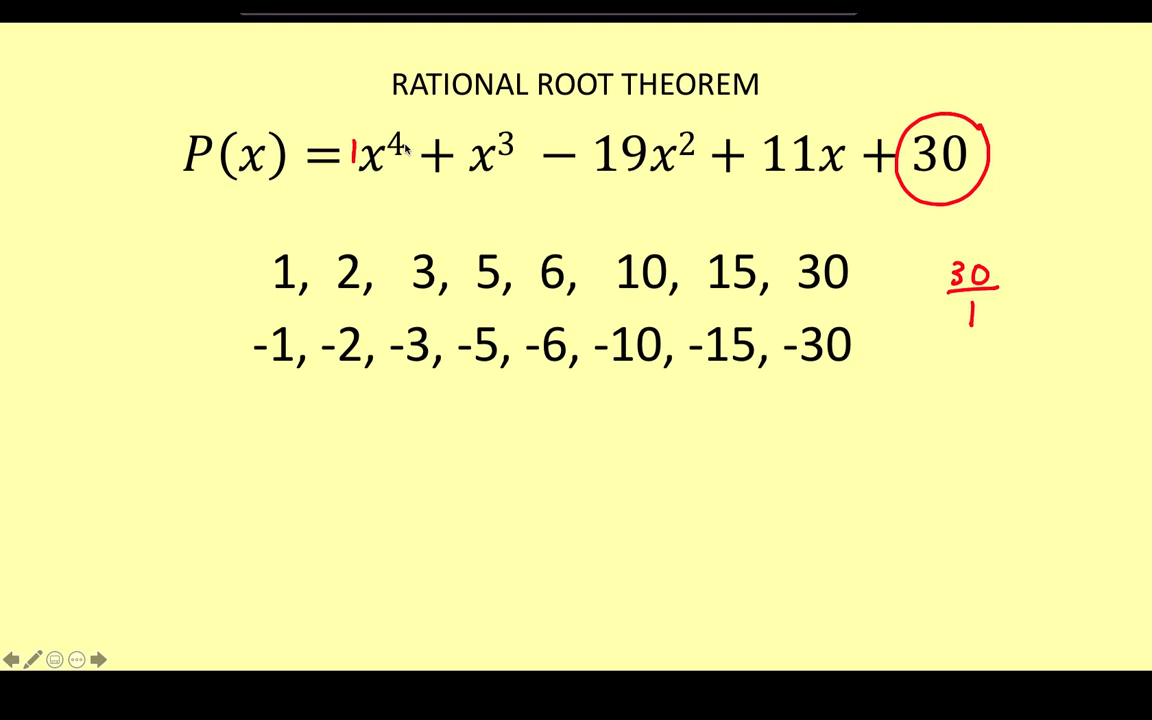 RATIONAL ROOT THEOREM
P(x) = 1x⁴ + x³ − 19x² + 11x + 30
1, 2, 3, 5, 6, 10, 15, 30
30
1
-1, -2, -3, -5, -6, -10, -15, -30